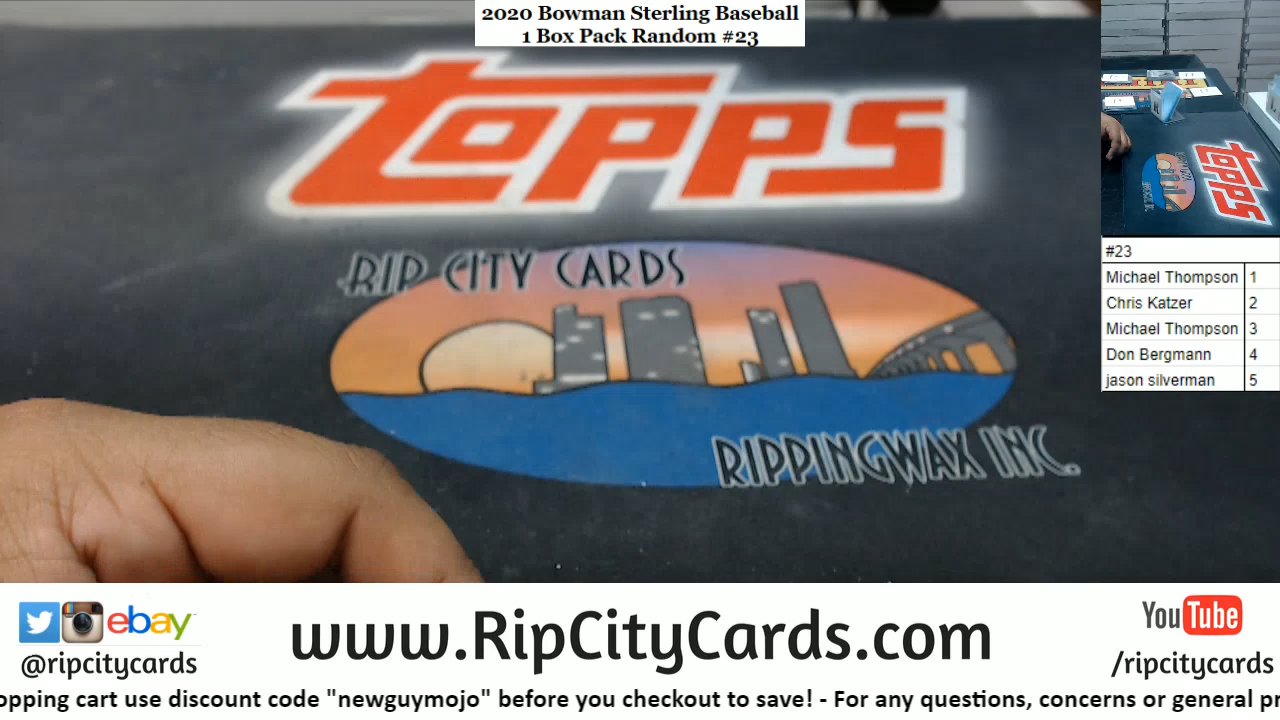 2020 Bowman Sterling Baseball
1 Box Pack Random #23
topps
RIP CITY CARDS
RIPPINGWAX INC.
topps
#23
Michael Thompson 1
Chris Katzer 2
Michael Thompson 3
Don Bergmann 4
jason silverman 5
ebay
@ripcitycards
www.RipCityCards.com
YouTube
/ripcitycards
opping cart use discount code "newguymojo" before you checkout to save! - For any questions, concerns or general pr